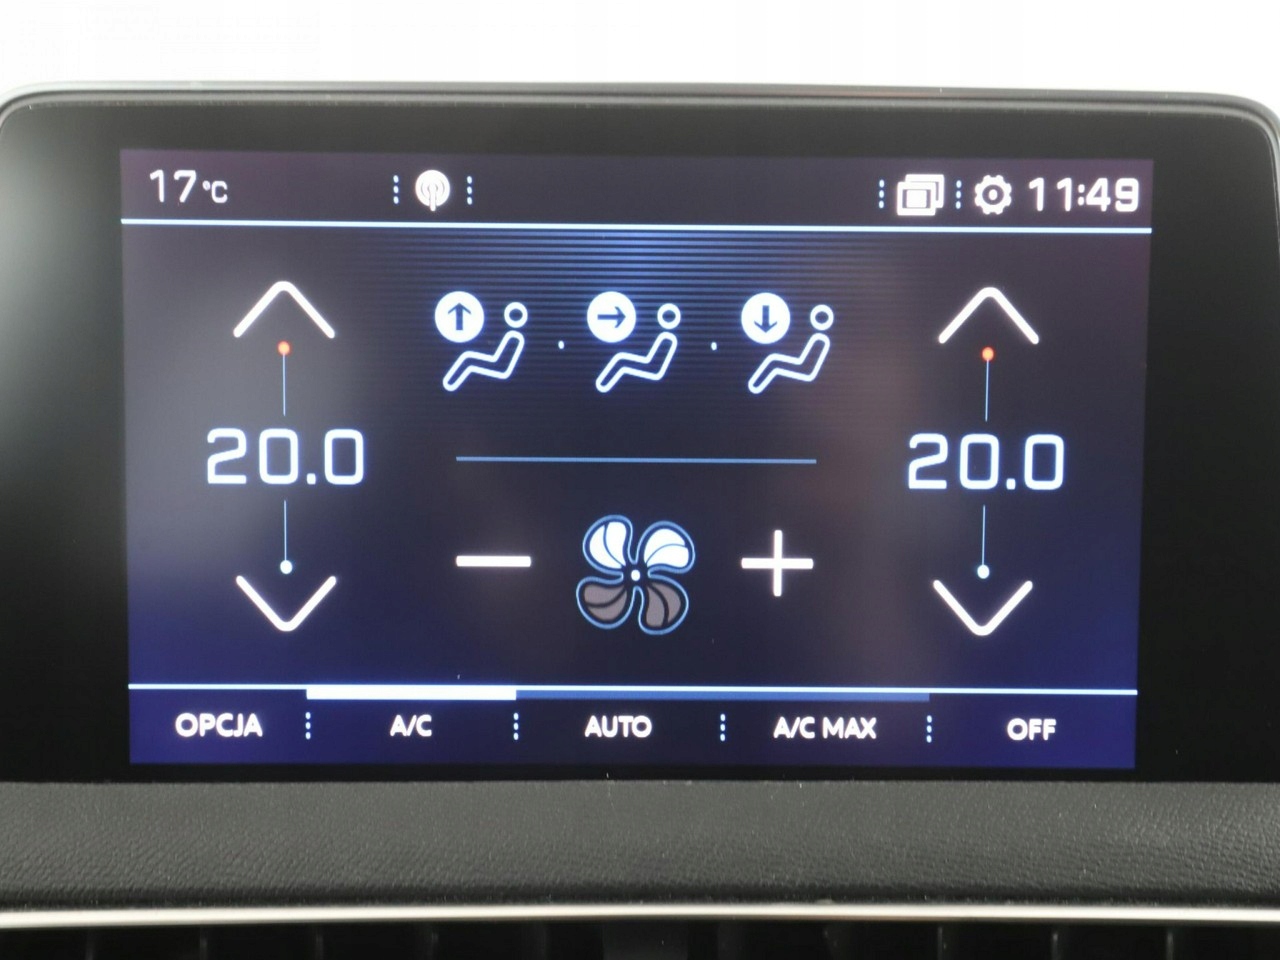 17°C 11:49
20.0 20.0
OPCJA A/C AUTO A/C MAX OFF